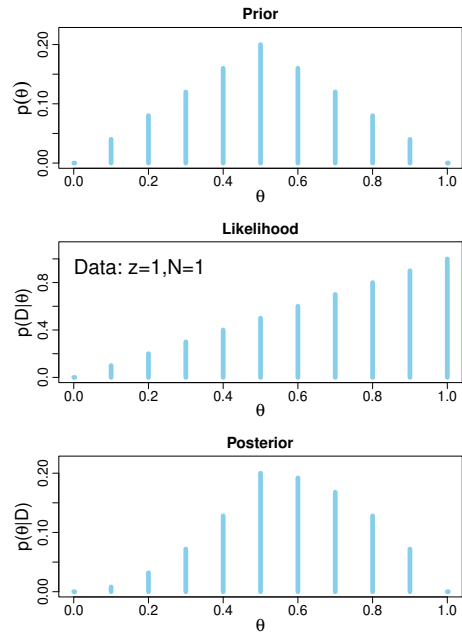 Prior
p(θ)
0.00 0.10 0.20
0.0 0.2 0.4 0.6 0.8 1.0
θ
Likelihood
Data: z=1,N=1
p(D|θ)
0.0 0.4 0.8
0.0 0.2 0.4 0.6 0.8 1.0
θ
Posterior
p(θ|D)
0.00 0.10 0.20
0.0 0.2 0.4 0.6 0.8 1.0
θ